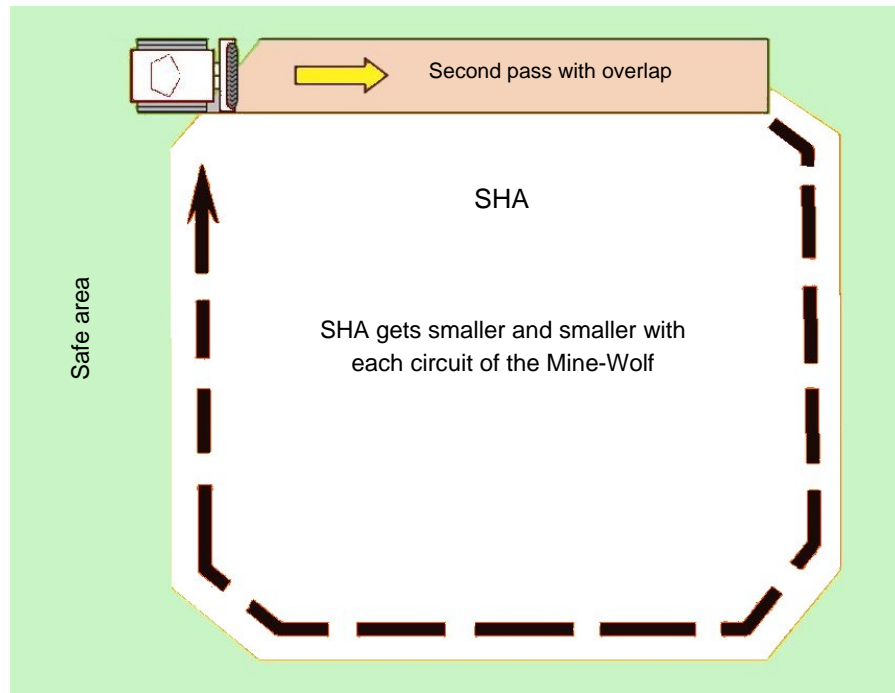 Second pass with overlap
SHA
SHA gets smaller and smaller with
each circuit of the Mine-Wolf
Safe area